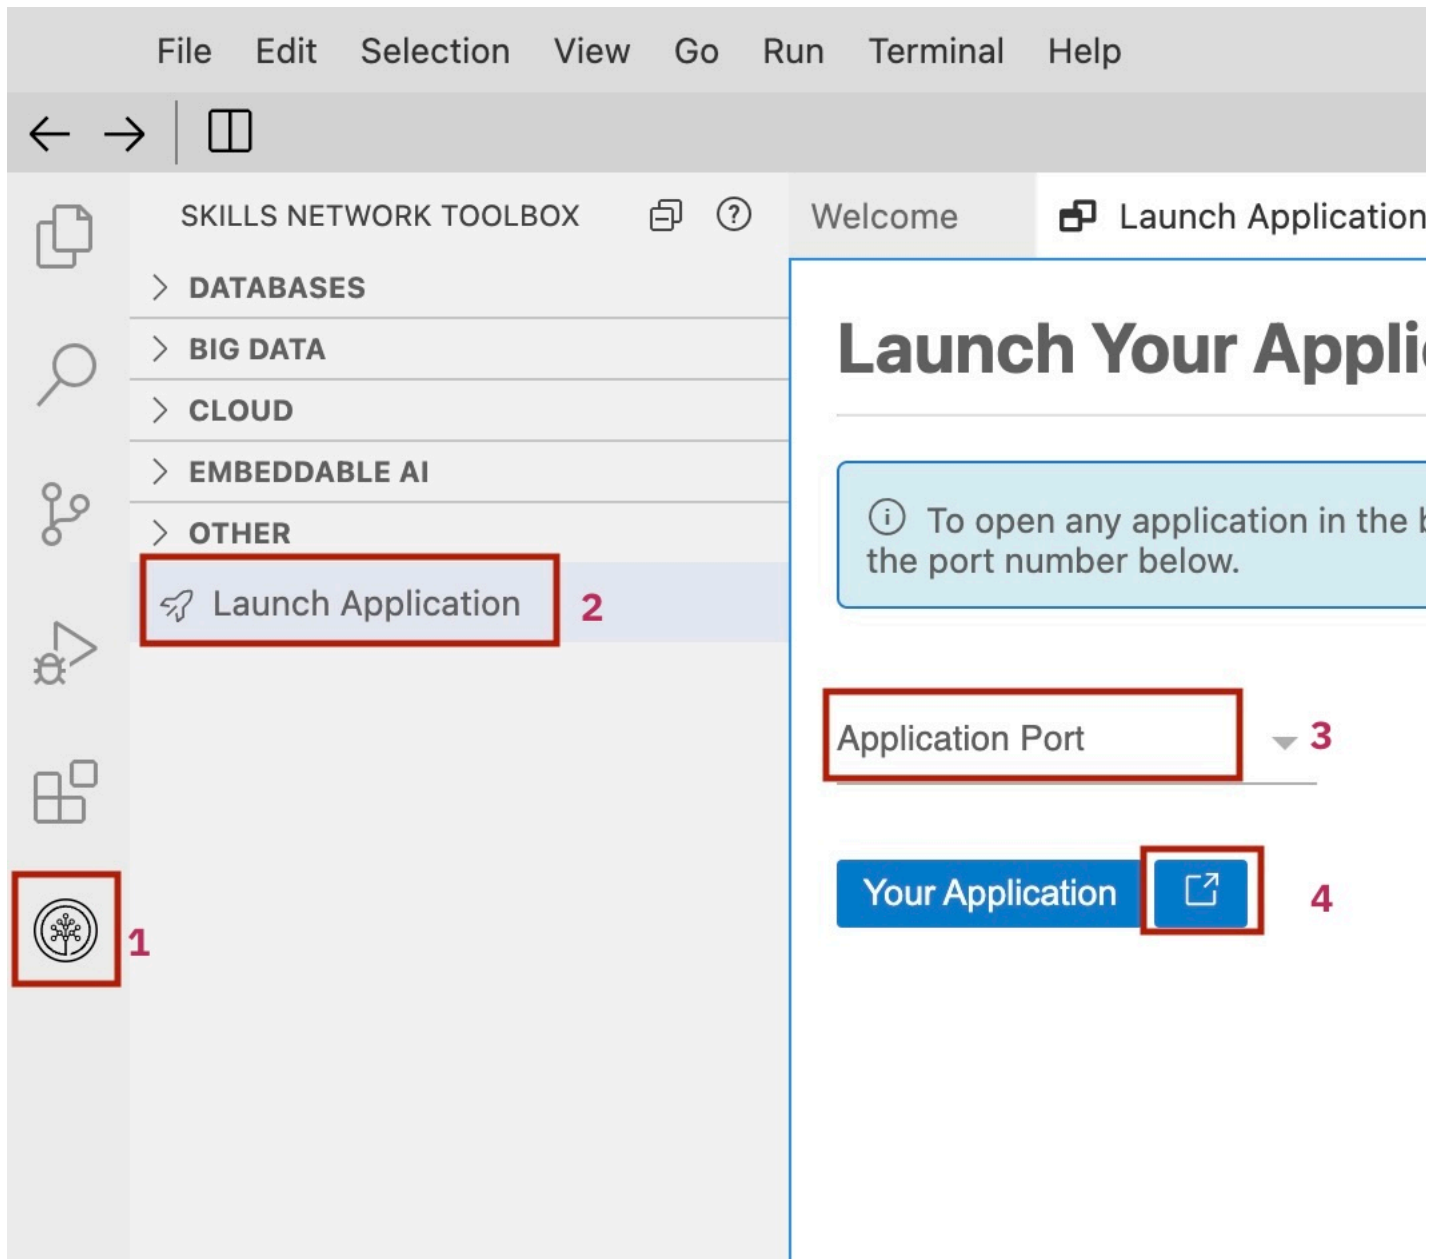 File Edit Selection View Go Run Terminal Help
SKILLS NETWORK TOOLBOX
DATABASES
BIG DATA
CLOUD
EMBEDDABLE AI
OTHER
Launch Application 2
1
Welcome Launch Application
Launch Your
To open any application in the
the port number below.
Application Port 3
Your Application 4